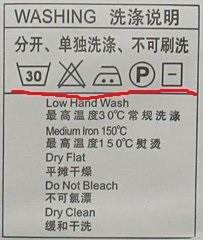 WASHING 洗涤说明
分开、单独洗涤、不可刷洗
30 P
Low Hand Wash
最高温度30℃常规洗涤
Medium Iron 150℃
最高温度150℃熨烫
Dry Flat
平摊干燥
Do Not Bleach
不可氯漂
Dry Clean
缓和干洗